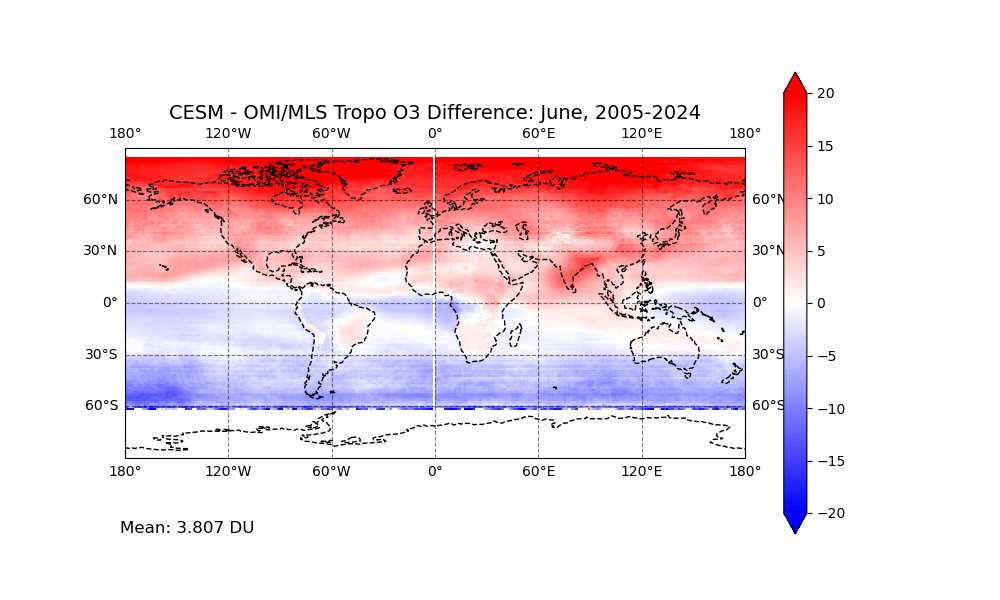 CESM - OMI/MLS Tropo O3 Difference: June, 2005-2024
180° 120°W 60°W 0° 60°E 120°E 180°
60°N 60°N
30°N 30°N
0° 0°
30°S 30°S
60°S 60°S
180° 120°W 60°W 0° 60°E 120°E 180°
20
15
10
5
0
−5
−10
−15
−20
Mean: 3.807 DU